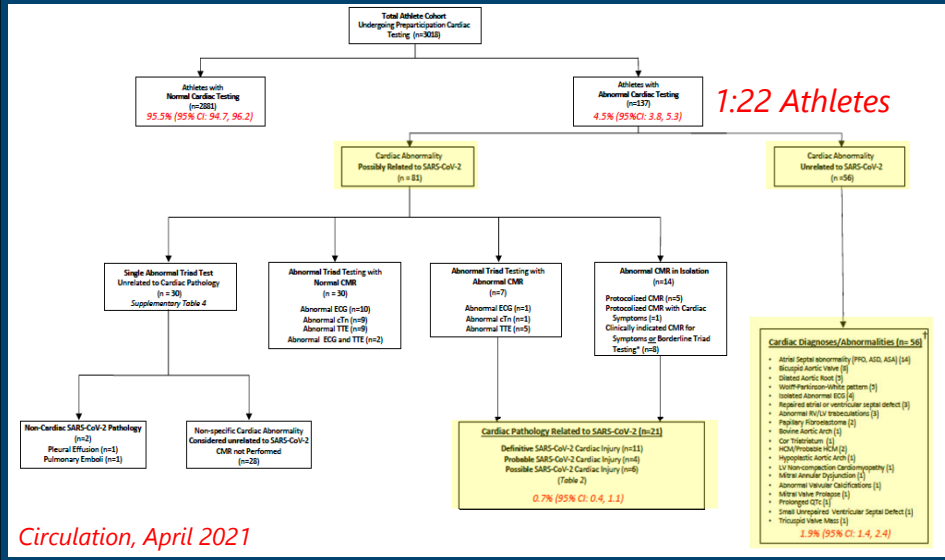 Total Athlete Cohort
Undergoing Preparticipation Cardiac
Testing (n=3018)
Athletes with
Normal Cardiac Testing
(n=2881)
95.5% (95% CI: 94.7, 96.2)
Athletes with
Abnormal Cardiac Testing
(n=137)
4.5% (95%CI: 3.8, 5.3)
1:22 Athletes
Cardiac Abnormality
Possibly Related to SARS-CoV-2
(n = 81)
Cardiac Abnormality
Unrelated to SARS-CoV-2
(n =56)
Single Abnormal Triad Test
Unrelated to Cardiac Pathology
(n = 30)
Supplementary Table 4
Abnormal Triad Testing with
Normal CMR
(n = 30)
Abnormal ECG (n=10)
Abnormal cTn (n=9)
Abnormal TTE (n=9)
Abnormal ECG and TTE (n=2)
Abnormal Triad Testing with
Abnormal CMR
(n=7)
Abnormal ECG (n=1)
Abnormal cTn (n=1)
Abnormal TTE (n=5)
Abnormal CMR in Isolation
(n=14)
Protocolized CMR (n=5)
Protocolized CMR with Cardiac
Symptoms (=1)
Clinically indicated CMR for
Symptoms or Borderline Triad
Testing* (n=8)
Non-Cardiac SARS-CoV-2 Pathology
(n=2)
Pleural Effusion (n=1)
Pulmonary Emboli (n=1)
Non-specific Cardiac Abnormality
Considered unrelated to SARS-CoV-2
CMR not Performed
(n=28)
Cardiac Pathology Related to SARS-CoV-2 (n=21)
Definitive SARS-CoV-2 Cardiac Injury (n=11)
Probable SARS-CoV-2 Cardiac Injury (n=4)
Possible SARS-CoV-2 Cardiac Injury (n=6)
(Table 2)
0.7% (95% CI: 0.4, 1.1)
Cardiac Diagnoses/Abnormalities (n= 56)†
• Atrial Septal abnormality (PFO, ASD, ASA) (14)
• Bicuspid Aortic Valve (8)
• Dilated Aortic Root (5)
• Wolff-Parkinson-White pattern (5)
• Isolated Abnormal ECG (4)
• Repaired atrial or ventricular septal defect (3)
• Abnormal RV/LV trabeculations (3)
• Papillary Fibroelastoma (2)
• Bovine Aortic Arch (1)
• Cor Triatrium (1)
• HCM/Probable HCM (2)
• Hypoplastic Aortic Arch (1)
• LV Non-compaction Cardiomyopathy (1)
• Mitral Annular Dysjunction (1)
• Abnormal Valvular Calcifications (1)
• Mitral Valve Prolapse (1)
• Prolonged QTc (1)
• Small Unrepaired Ventricular Septal Defect (1)
• Tricuspid Valve Mass (1)
1.9% (95% CI: 1.4, 2.4)
Circulation, April 2021